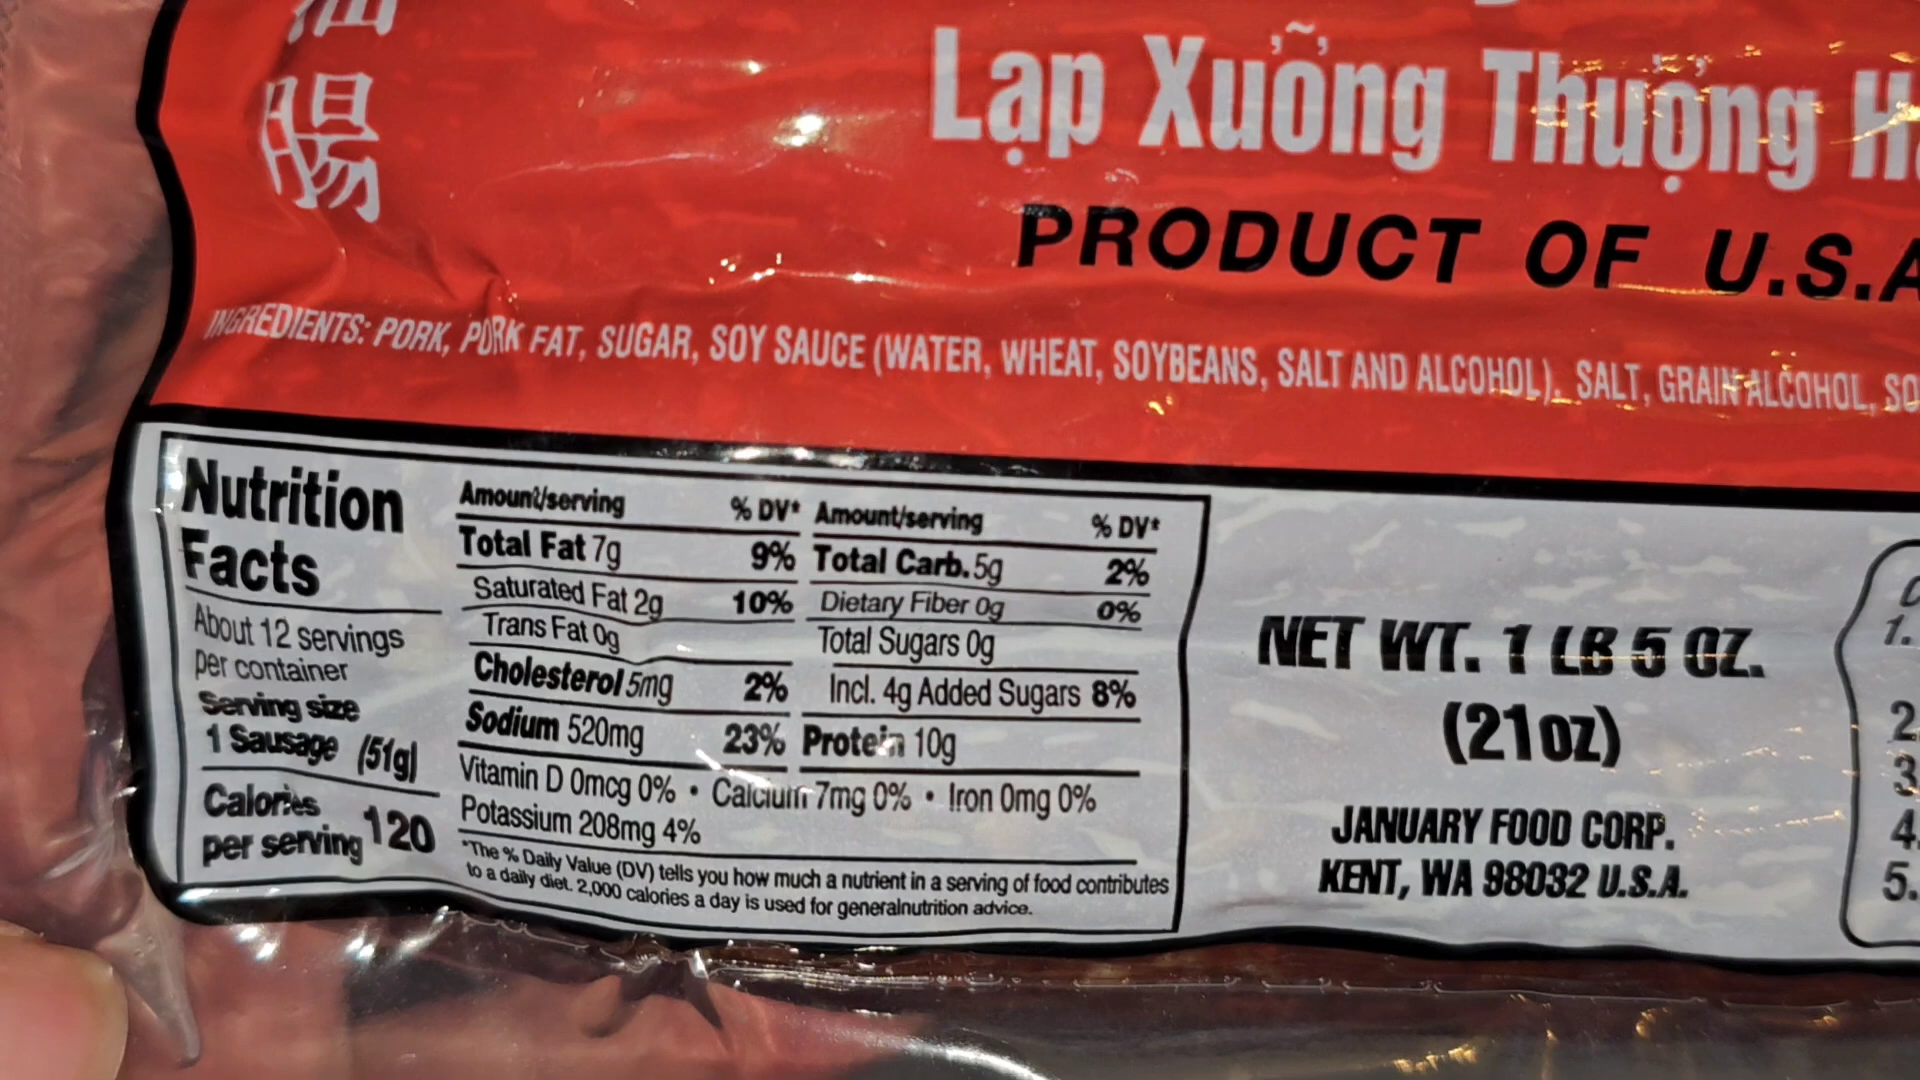 腸
Lạp Xưởng Thượng
PRODUCT OF U.S.A
INGREDIENTS: PORK, PORK FAT, SUGAR, SOY SAUCE (WATER, WHEAT, SOYBEANS, SALT AND ALCOHOL), SALT, GRAIN ALCOHOL, SO
Nutrition
Facts
About 12 servings
per container
Serving size
1 Sausage (51g)
Calories
per serving 120
Amount/serving % DV*
Total Fat 7g 9%
Saturated Fat 2g 10%
Trans Fat 0g
Cholesterol 5mg 2%
Sodium 520mg 23%
Amount/serving % DV*
Total Carb. 5g 2%
Dietary Fiber 0g 0%
Total Sugars 0g
Incl. 4g Added Sugars 8%
Protein 10g
Vitamin D 0mcg 0% • Calcium 7mg 0% • Iron 0mg 0%
Potassium 208mg 4%
*The % Daily Value (DV) tells you how much a nutrient in a serving of food contributes
to a daily diet. 2,000 calories a day is used for generalnutrition advice.
NET WT. 1 LB 5 OZ.
(21oz)
JANUARY FOOD CORP.
KENT, WA 98032 U.S.A.
1.
2
3
4.
5.